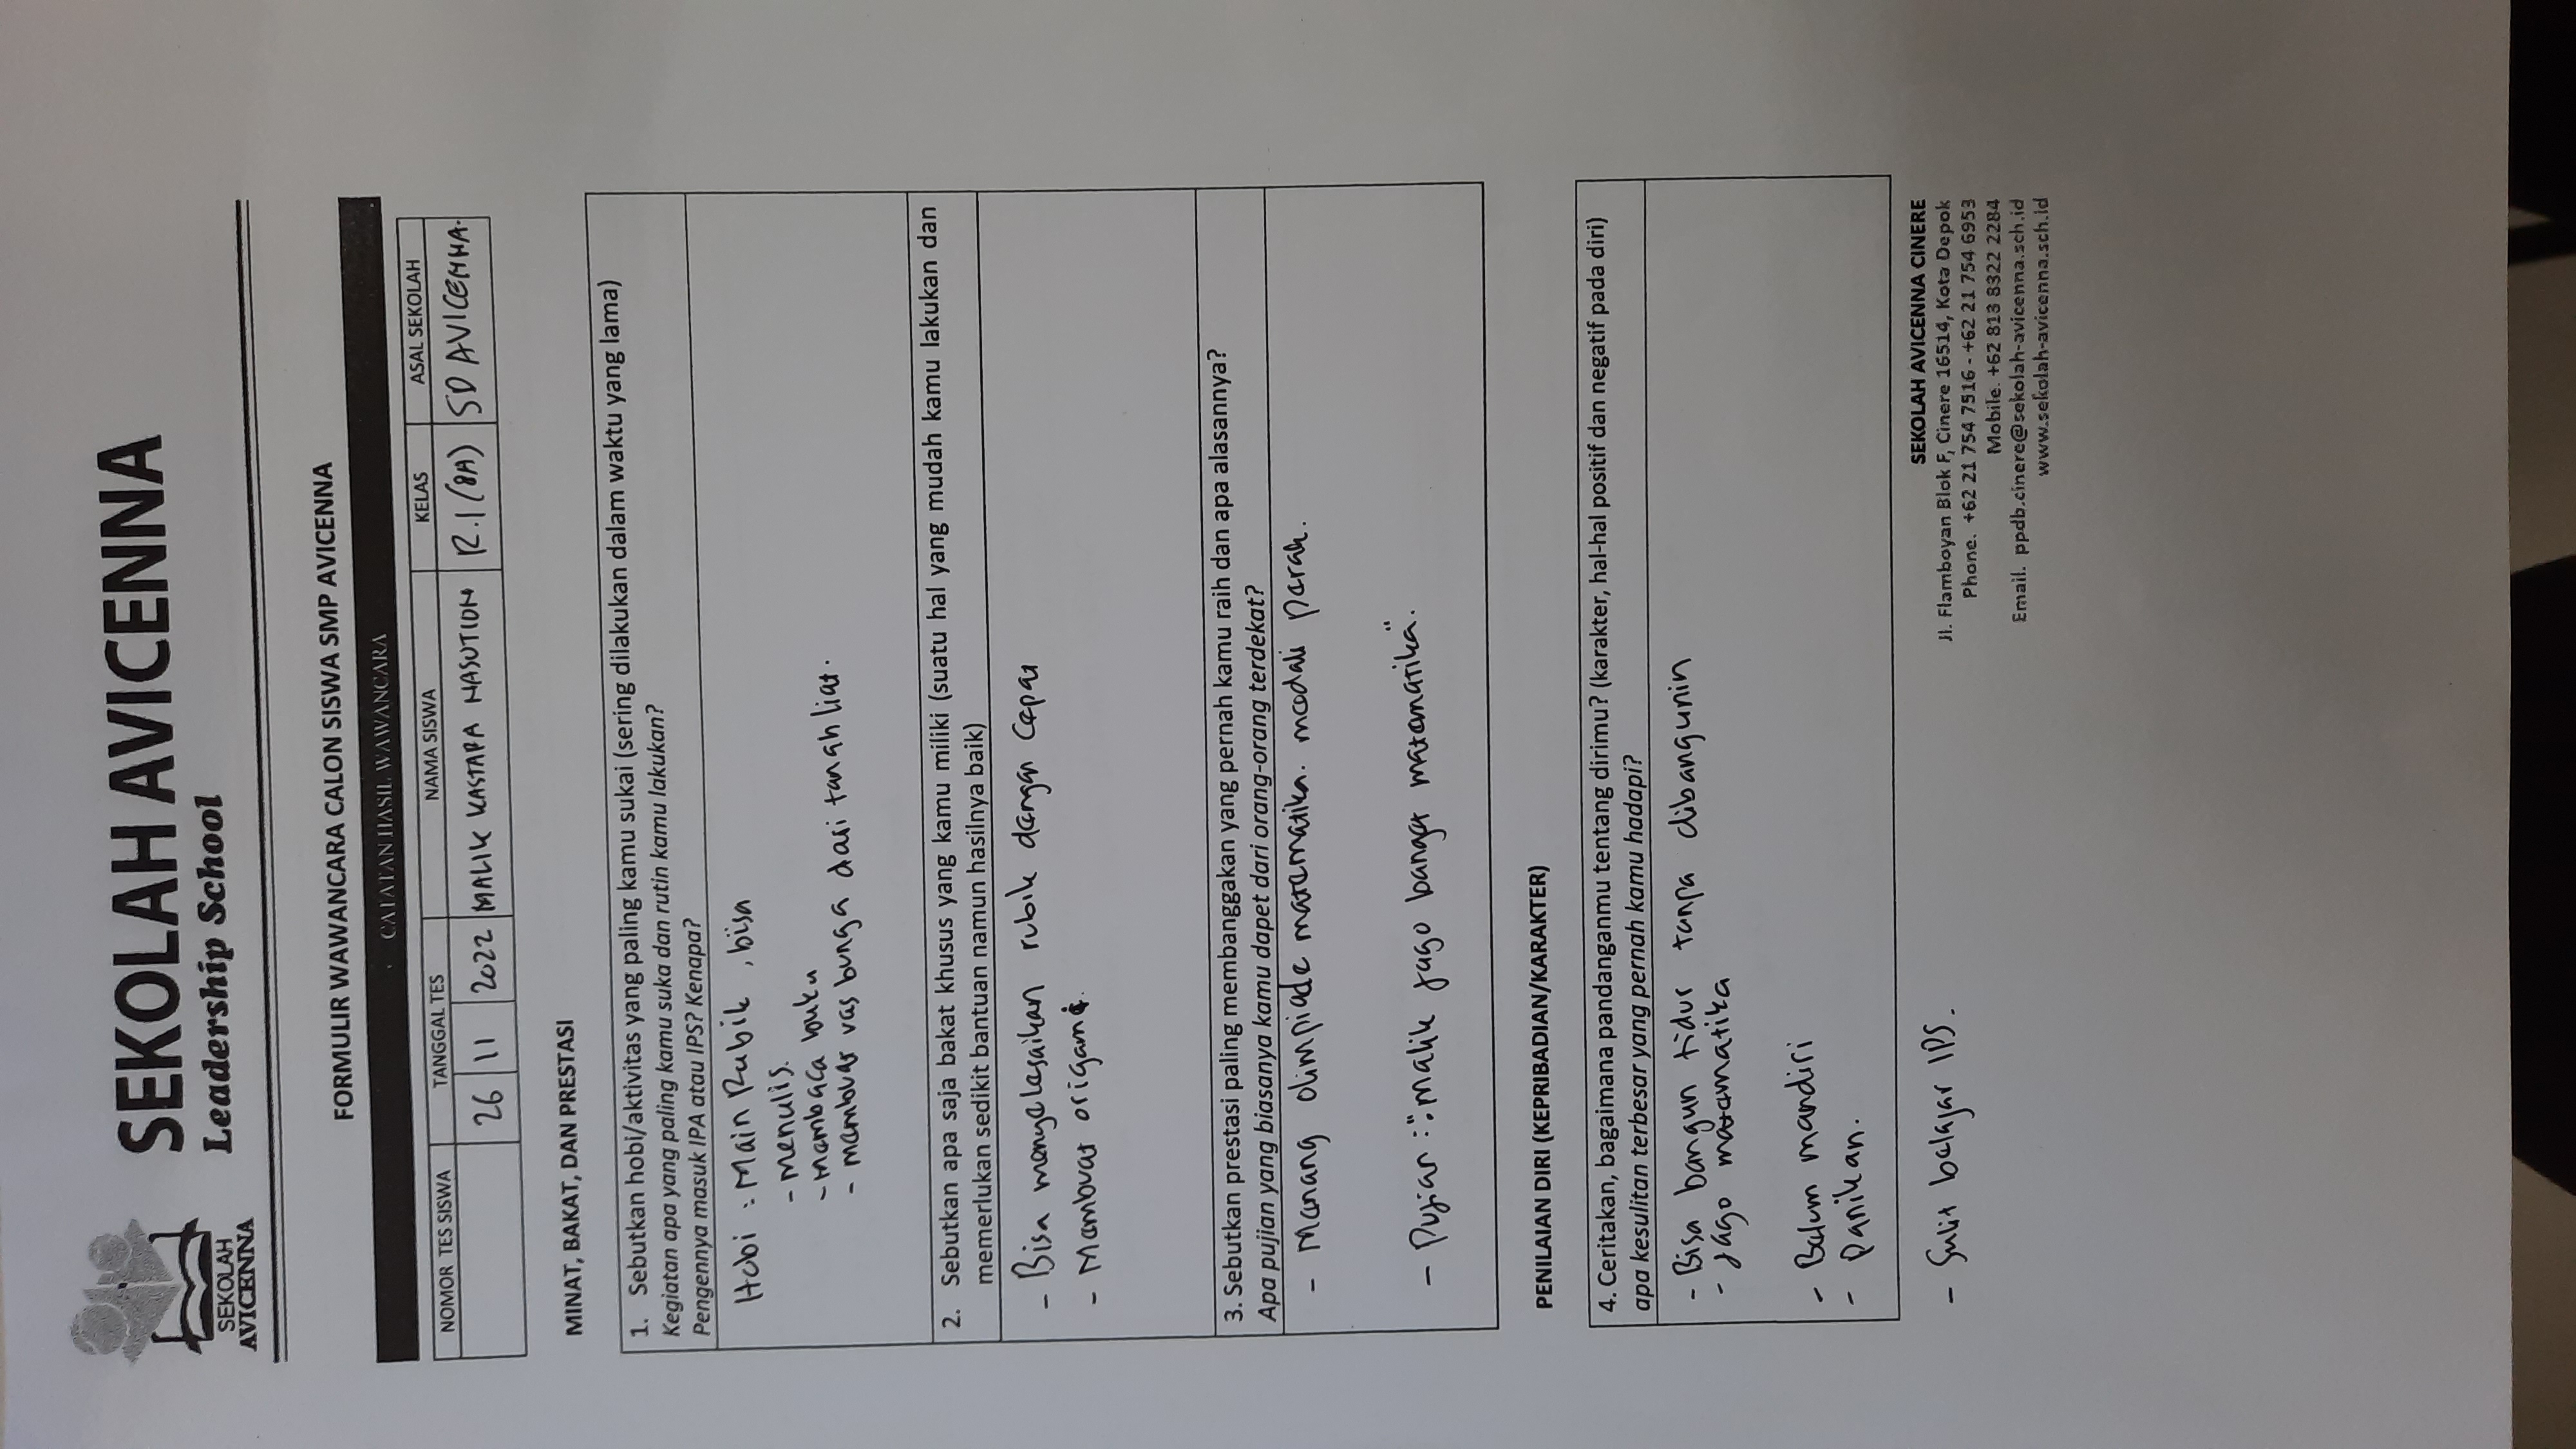 SEKOLAH
AVICENNA
SEKOLAH AVICENNA
Leadership School
FORMULIR WAWANCARA CALON SISWA SMP AVICENNA
CATATAN HASIL WAWANCARA
NOMOR TES SISWA TANGGAL TES NAMA SISWA KELAS ASAL SEKOLAH
26 11 2022 MALIK KASTARA NASUTION R.1 (8A) SD AVICENNA.
MINAT, BAKAT, DAN PRESTASI
1. Sebutkan hobi/aktivitas yang paling kamu sukai (sering dilakukan dalam waktu yang lama)
Kegiatan apa yang paling kamu suka dan rutin kamu lakukan?
Pengennya masuk IPA atau IPS? Kenapa?
Hobi : Main Rubik , bisa
- menulis.
- membaca buku
- membuat vas bunga dari tanah liat.
2. Sebutkan apa saja bakat khusus yang kamu miliki (suatu hal yang mudah kamu lakukan dan
memerlukan sedikit bantuan namun hasilnya baik)
- Bisa menyelesaikan rubik dengan cepat
- Membuat origami.
3. Sebutkan prestasi paling membanggakan yang pernah kamu raih dan apa alasannya?
Apa pujian yang biasanya kamu dapet dari orang-orang terdekat?
- Menang olimpiade matematika. medali perak.
- Pujian : "malik jago banget matematika".
PENILAIAN DIRI (KEPRIBADIAN/KARAKTER)
4. Ceritakan, bagaimana pandanganmu tentang dirimu? (karakter, hal-hal positif dan negatif pada diri)
apa kesulitan terbesar yang pernah kamu hadapi?
- Bisa bangun tidur tanpa dibangunin
- Jago matematika
- Belum mandiri
- Panikan.
- Sulit belajar IPS.
SEKOLAH AVICENNA CINERE
Jl. Flamboyan Blok F, Cinere 16514, Kota Depok
Phone. +62 21 754 7516 - +62 21 754 6953
Mobile. +62 813 8322 2284
Email. ppdb.cinere@sekolah-avicenna.sch.id
www.sekolah-avicenna.sch.id